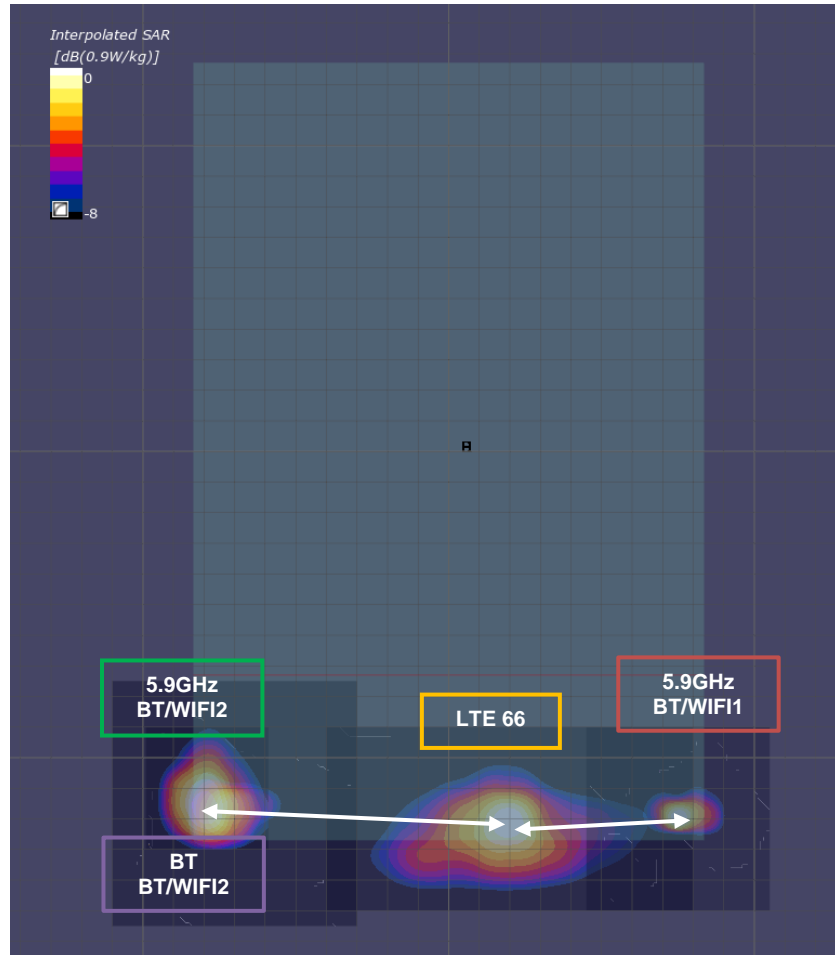 Interpolated SAR
[dB(0.9W/kg)]
0
-8
5.9GHz
BT/WIFI2
LTE 66
5.9GHz
BT/WIFI1
BT
BT/WIFI2